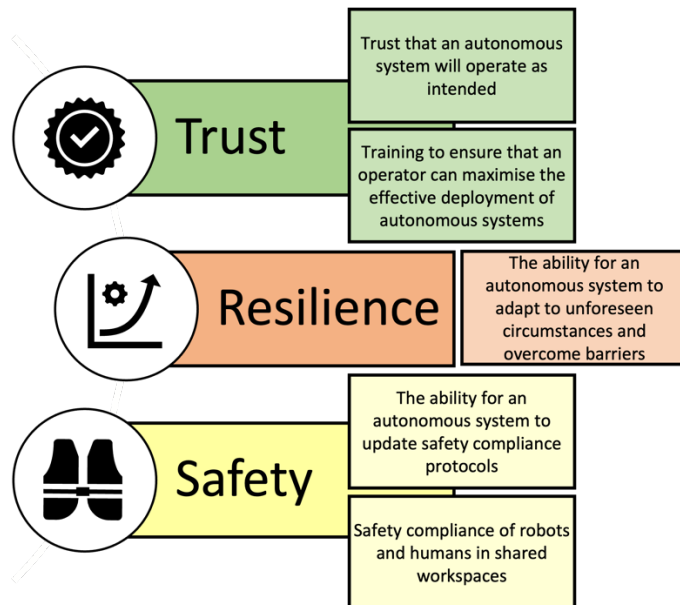 Trust
Trust that an autonomous
system will operate as
intended
Training to ensure that an
operator can maximise the
effective deployment of
autonomous systems
Resilience
The ability for an
autonomous system to
adapt to unforeseen
circumstances and
overcome barriers
Safety
The ability for an
autonomous system to
update safety compliance
protocols
Safety compliance of robots
and humans in shared
workspaces